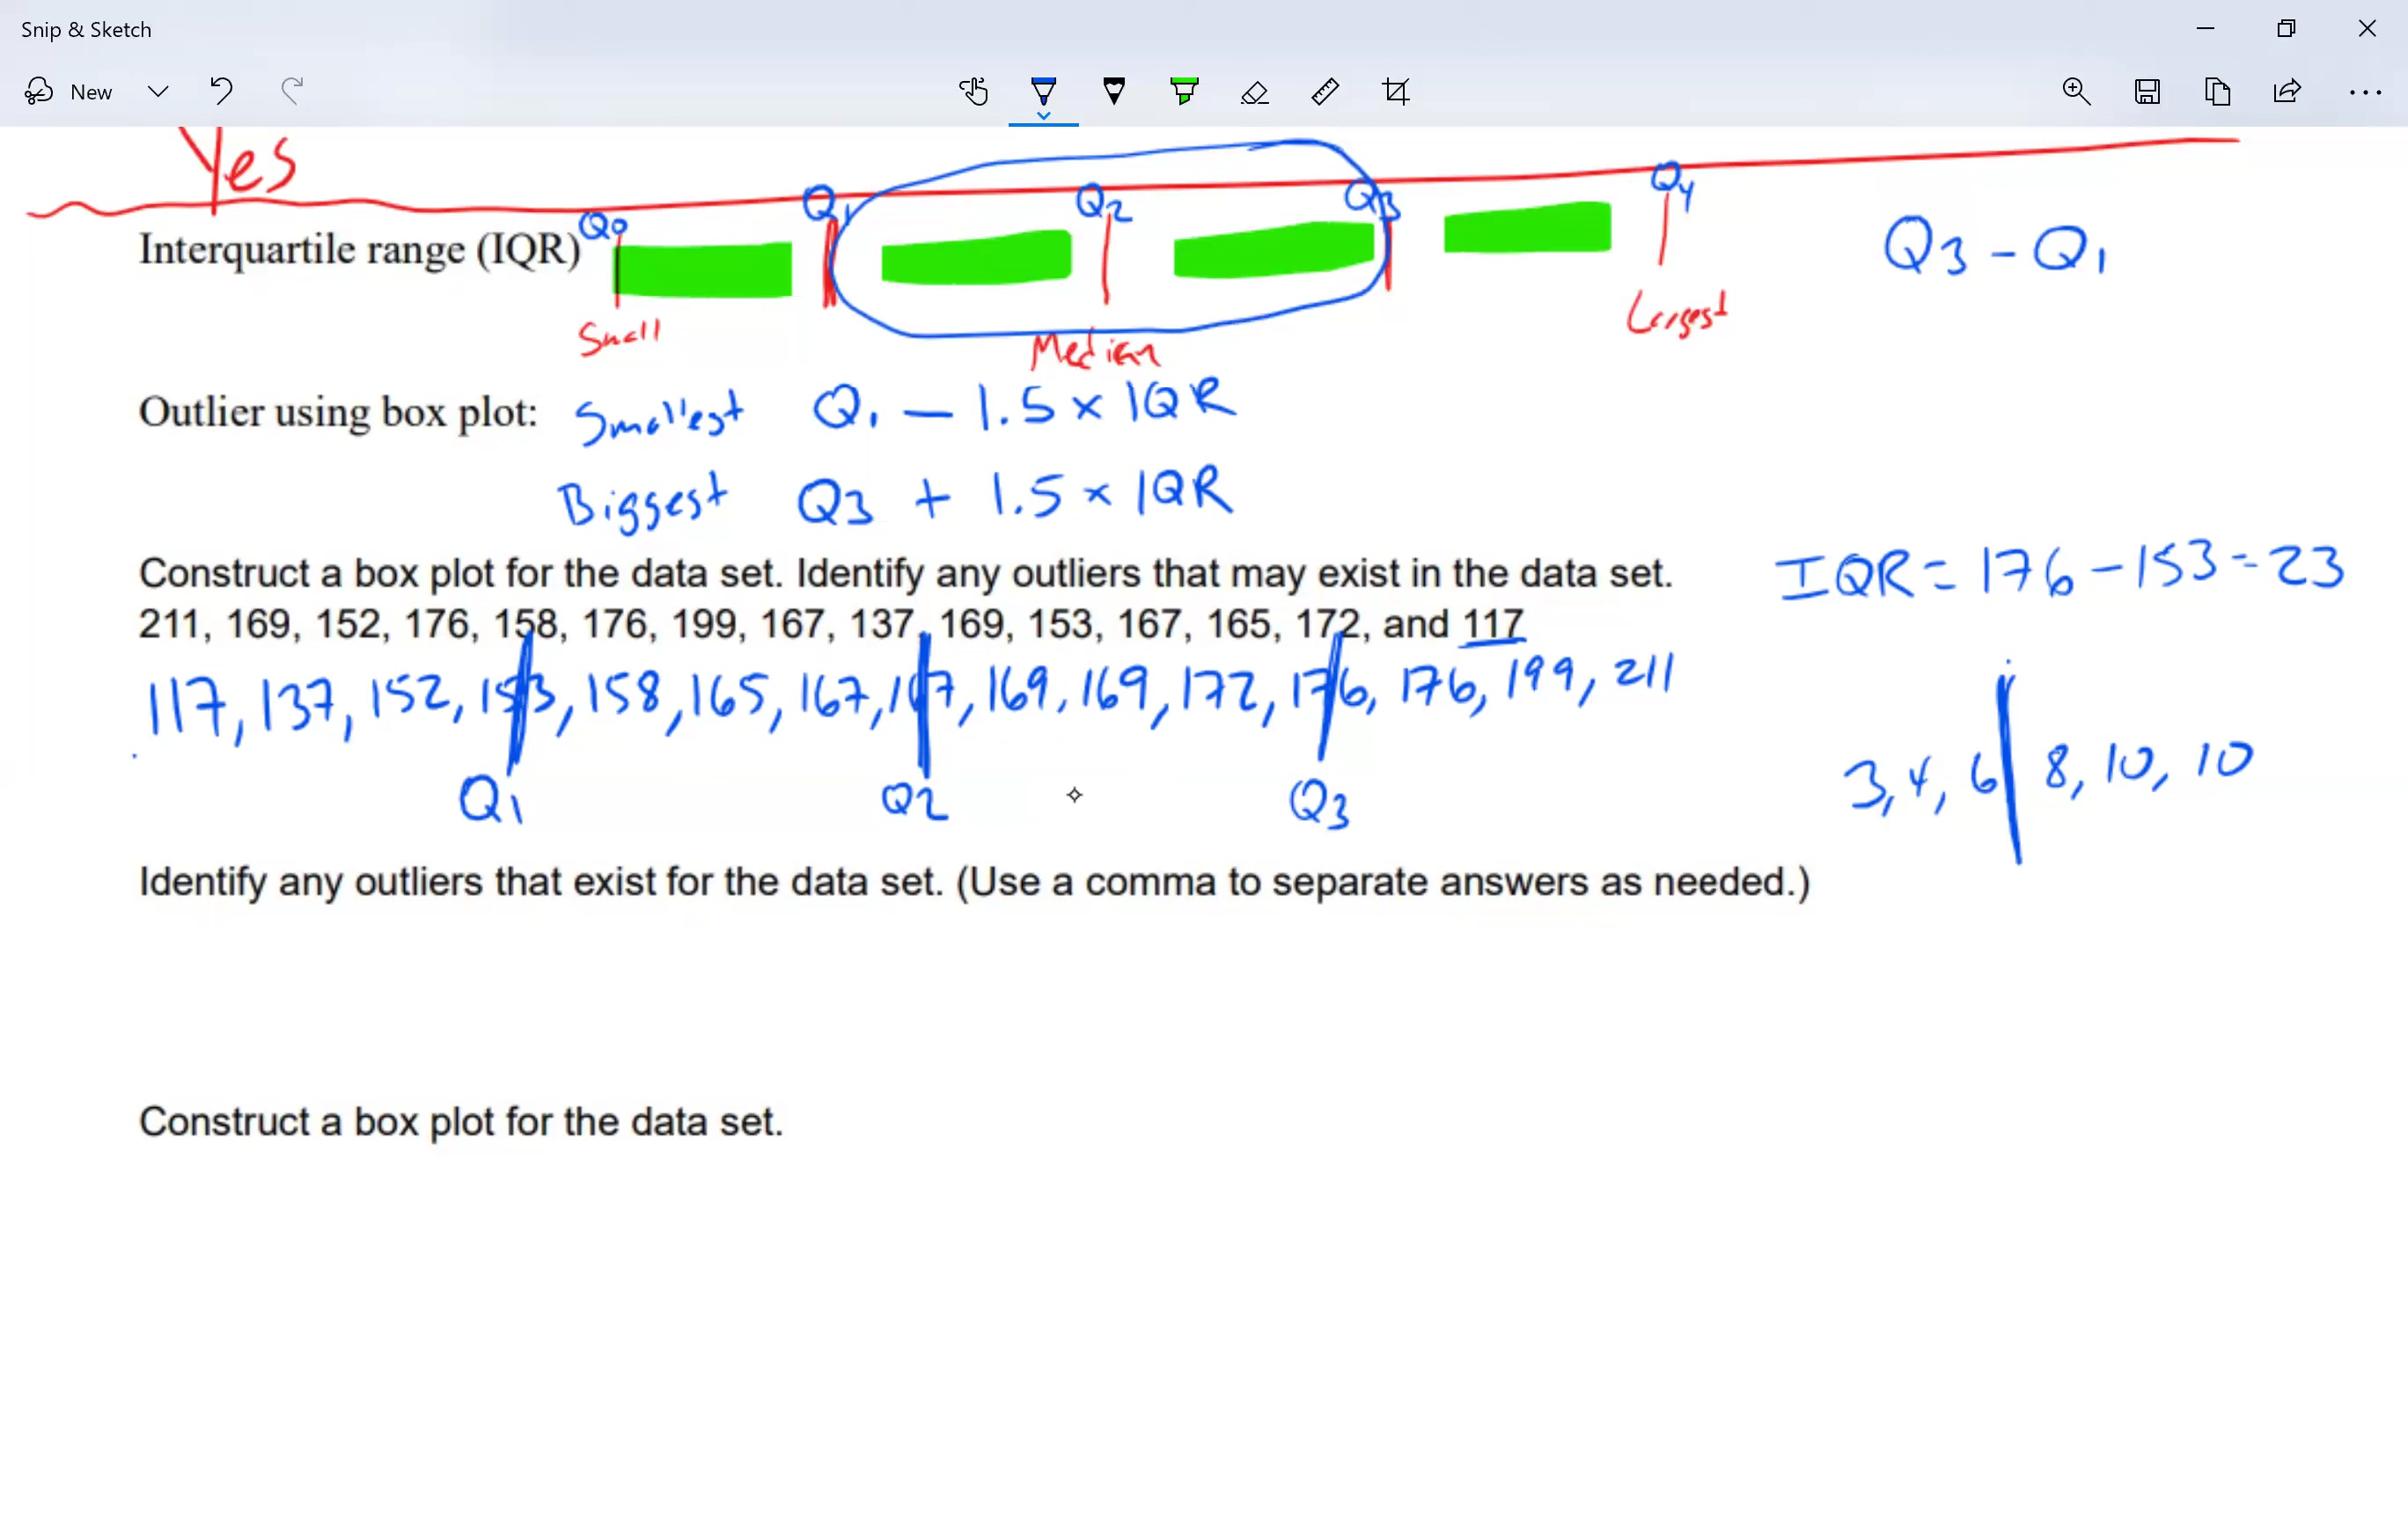 Snip & Sketch
New
Yes
Q0 Q1 Q2 Q3 Q4
Interquartile range (IQR)
Q3 - Q1
Small Median Largest
Outlier using box plot: Smallest Q1 - 1.5 x IQR
Biggest Q3 + 1.5 x IQR
Construct a box plot for the data set. Identify any outliers that may exist in the data set.
IQR = 176 - 153 = 23
211, 169, 152, 176, 158, 176, 199, 167, 137, 169, 153, 167, 165, 172, and 117
117, 137, 152, 153, 158, 165, 167, 167, 169, 169, 172, 176, 176, 199, 211
3, 4, 6 8, 10, 10
Q1 Q2 Q3
Identify any outliers that exist for the data set. (Use a comma to separate answers as needed.)
Construct a box plot for the data set.